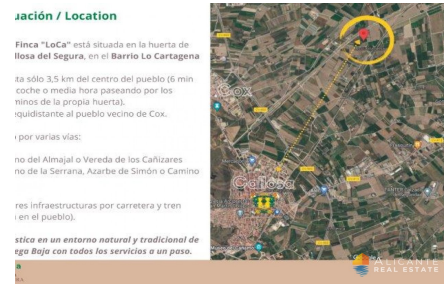 uación / Location
Finca "LoCa" está situada en la huerta de
llosa del Segura, en el Barrio Lo Cartagena
ta sólo 3,5 km del centro del pueblo (6 min
coche o media hora paseando por los
minos de la propia huerta).
equidistante al pueblo vecino de Cox.
por varias vías:
no del Almajal o Vereda de los Cañizares
no de la Serrana, Azarbe de Simón o Camino
res infraestructuras por carretera y tren
en el pueblo).
stica en un entorno natural y tradicional de
ega Baja con todos los servicios a un paso.
Cox
Callosa
ALICANTE
REAL ESTATE